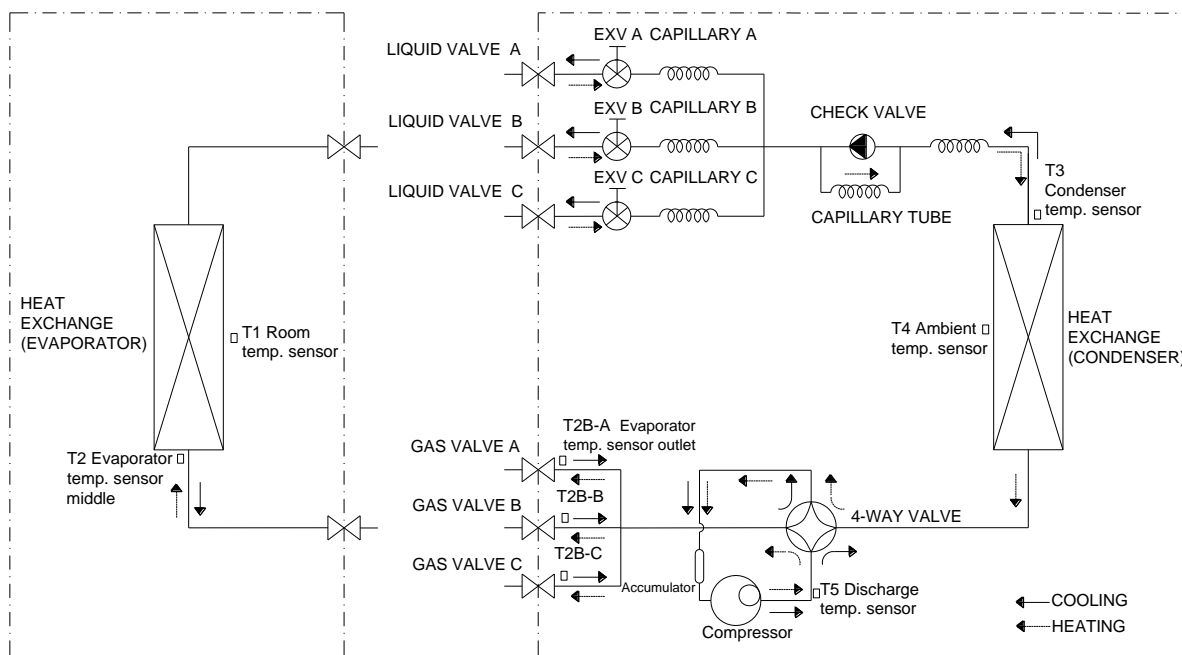 EXV A CAPILLARY A
LIQUID VALVE A
EXV B CAPILLARY B
LIQUID VALVE B
CHECK VALVE
EXV C CAPILLARY C
LIQUID VALVE C
CAPILLARY TUBE
T3
Condenser
temp. sensor
HEAT
EXCHANGE
(EVAPORATOR)
T1 Room
temp. sensor
T4 Ambient
temp. sensor
HEAT
EXCHANGE
(CONDENSER)
T2 Evaporator
temp. sensor
middle
GAS VALVE A
T2B-A Evaporator
temp. sensor outlet
GAS VALVE B
T2B-B
4-WAY VALVE
GAS VALVE C
T2B-C
Accumulator
T5 Discharge
temp. sensor
Compressor
COOLING
HEATING